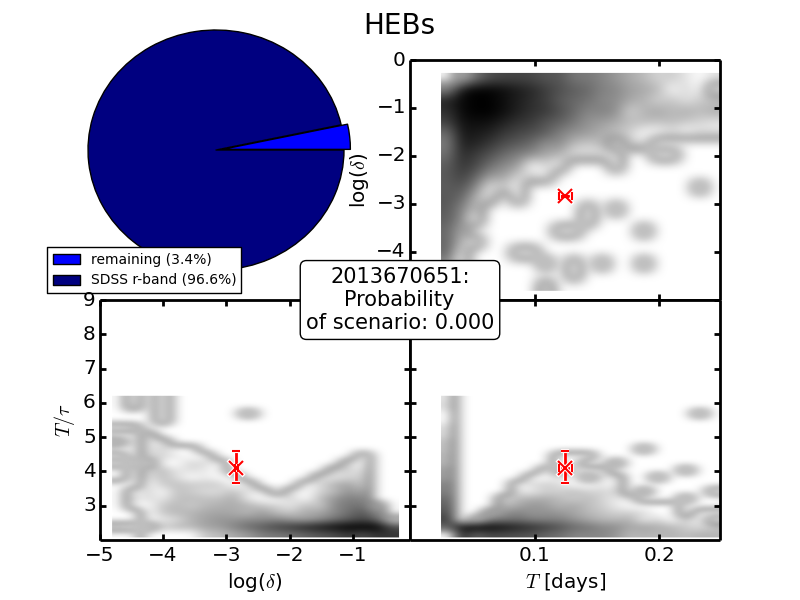 HEBs
remaining (3.4%)
SDSS r-band (96.6%)
log(δ)
0
−1
−2
−3
−4
2013670651:
Probability
of scenario: 0.000
T/τ
9
8
7
6
5
4
3
−5
−4
−3
−2
−1
log(δ)
0.1
0.2
T [days]